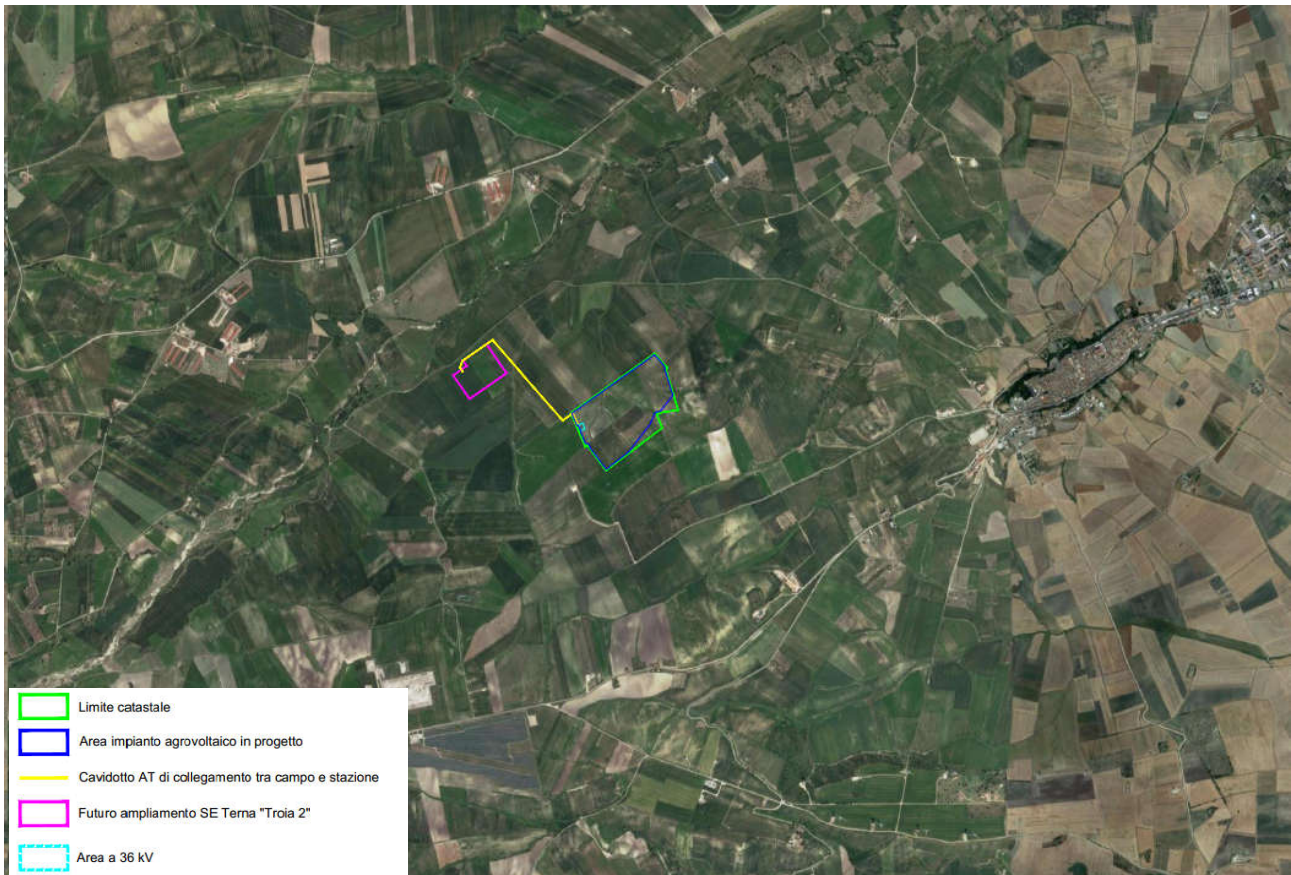 Limite catastale
Area impianto agrovoltaico in progetto
Cavidotto AT di collegamento tra campo e stazione
Futuro ampliamento SE Terna "Troia 2"
Area a 36 kV